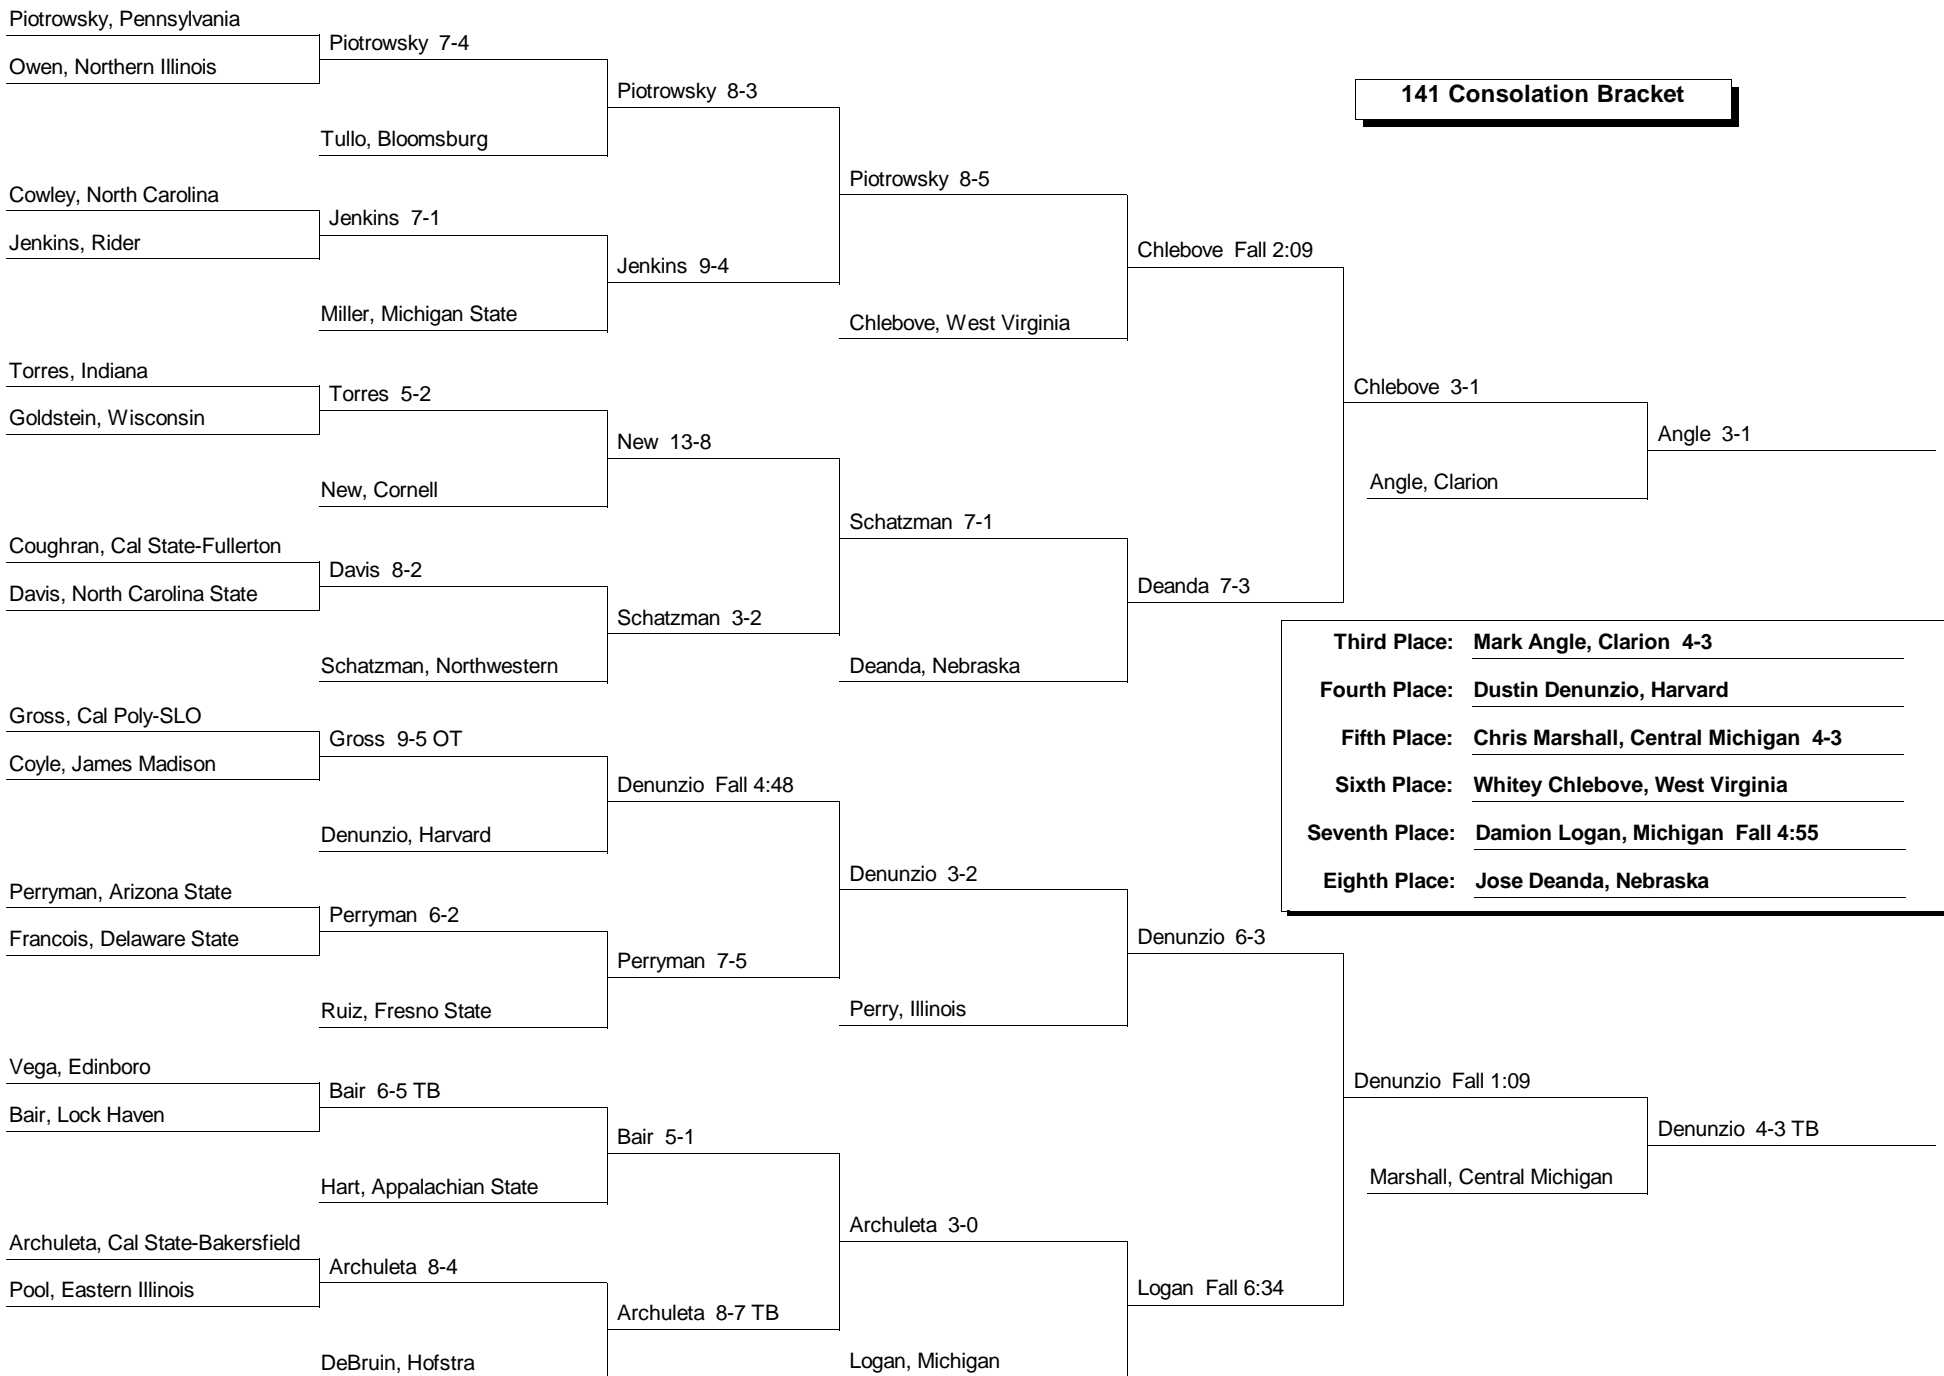 Piotrowsky, Pennsylvania
Piotrowsky 7-4
Owen, Northern Illinois
Piotrowsky 8-3
141 Consolation Bracket
Tullo, Bloomsburg
Piotrowsky 8-5
Cowley, North Carolina
Jenkins 7-1
Jenkins, Rider
Chlebove Fall 2:09
Jenkins 9-4
Miller, Michigan State
Chlebove, West Virginia
Torres, Indiana
Chlebove 3-1
Torres 5-2
Goldstein, Wisconsin
Angle 3-1
New 13-8
Angle, Clarion
New, Cornell
Schatzman 7-1
Coughran, Cal State-Fullerton
Davis 8-2
Deanda 7-3
Davis, North Carolina State
Schatzman 3-2
Third Place: Mark Angle, Clarion 4-3
Schatzman, Northwestern
Deanda, Nebraska
Fourth Place: Dustin Denunzio, Harvard
Gross, Cal Poly-SLO
Gross 9-5 OT
Fifth Place: Chris Marshall, Central Michigan 4-3
Coyle, James Madison
Denunzio Fall 4:48
Sixth Place: Whitey Chlebove, West Virginia
Denunzio, Harvard
Seventh Place: Damion Logan, Michigan Fall 4:55
Denunzio 3-2
Eighth Place: Jose Deanda, Nebraska
Perryman, Arizona State
Perryman 6-2
Francois, Delaware State
Denunzio 6-3
Perryman 7-5
Ruiz, Fresno State
Perry, Illinois
Vega, Edinboro
Denunzio Fall 1:09
Bair 6-5 TB
Bair, Lock Haven
Denunzio 4-3 TB
Bair 5-1
Marshall, Central Michigan
Hart, Appalachian State
Archuleta 3-0
Archuleta, Cal State-Bakersfield
Archuleta 8-4
Logan Fall 6:34
Pool, Eastern Illinois
Archuleta 8-7 TB
DeBruin, Hofstra
Logan, Michigan